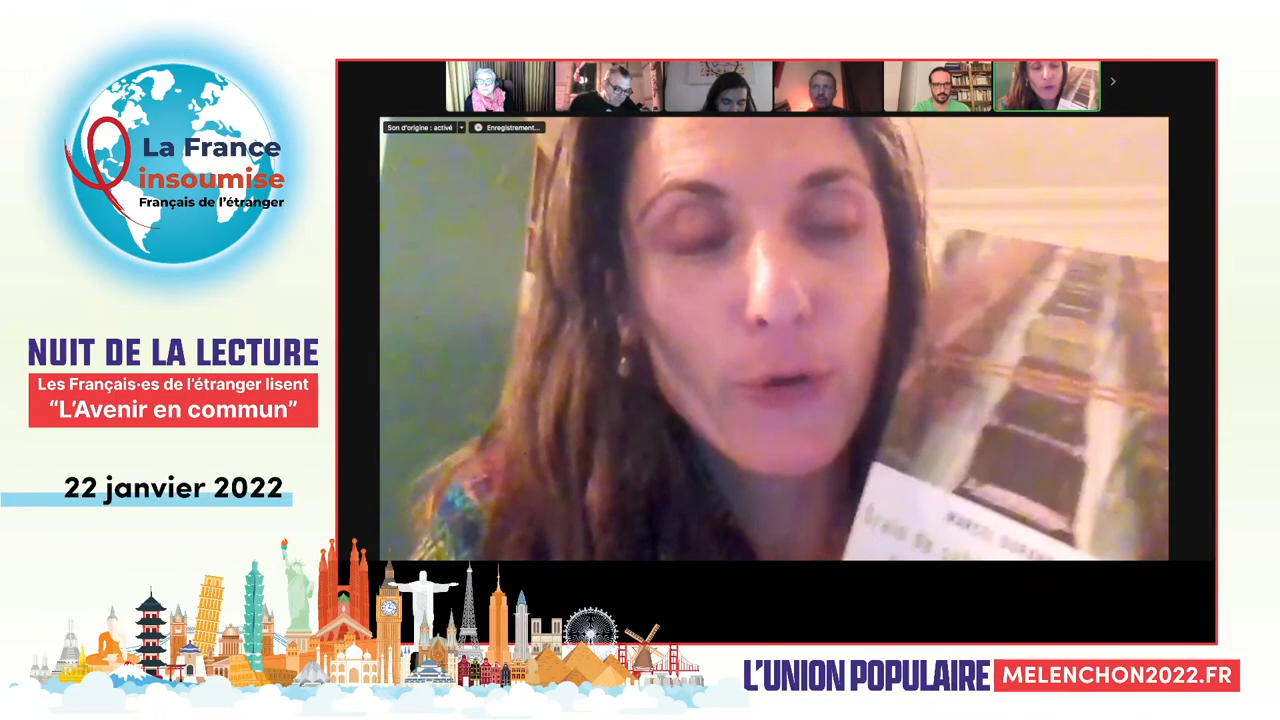 La France
insoumise
Français de l'étranger
NUIT DE LA LECTURE
Les Français·es de l'étranger lisent
“L'Avenir en commun”
22 janvier 2022
Son d'origine : activé
Enregistrement...
L'UNION POPULAIRE
MELENCHON2022.FR